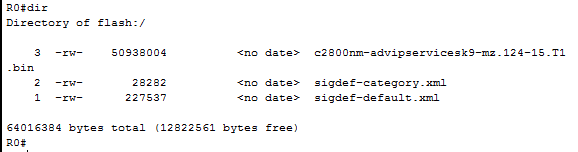 R0#dir
Directory of flash:/
3 -rw- 50938004 <no date> c2800nm-advipservicesk9-mz.124-15.T1
.bin
2 -rw- 28282 <no date> sigdef-category.xml
1 -rw- 227537 <no date> sigdef-default.xml
64016384 bytes total (12822561 bytes free)
R0#